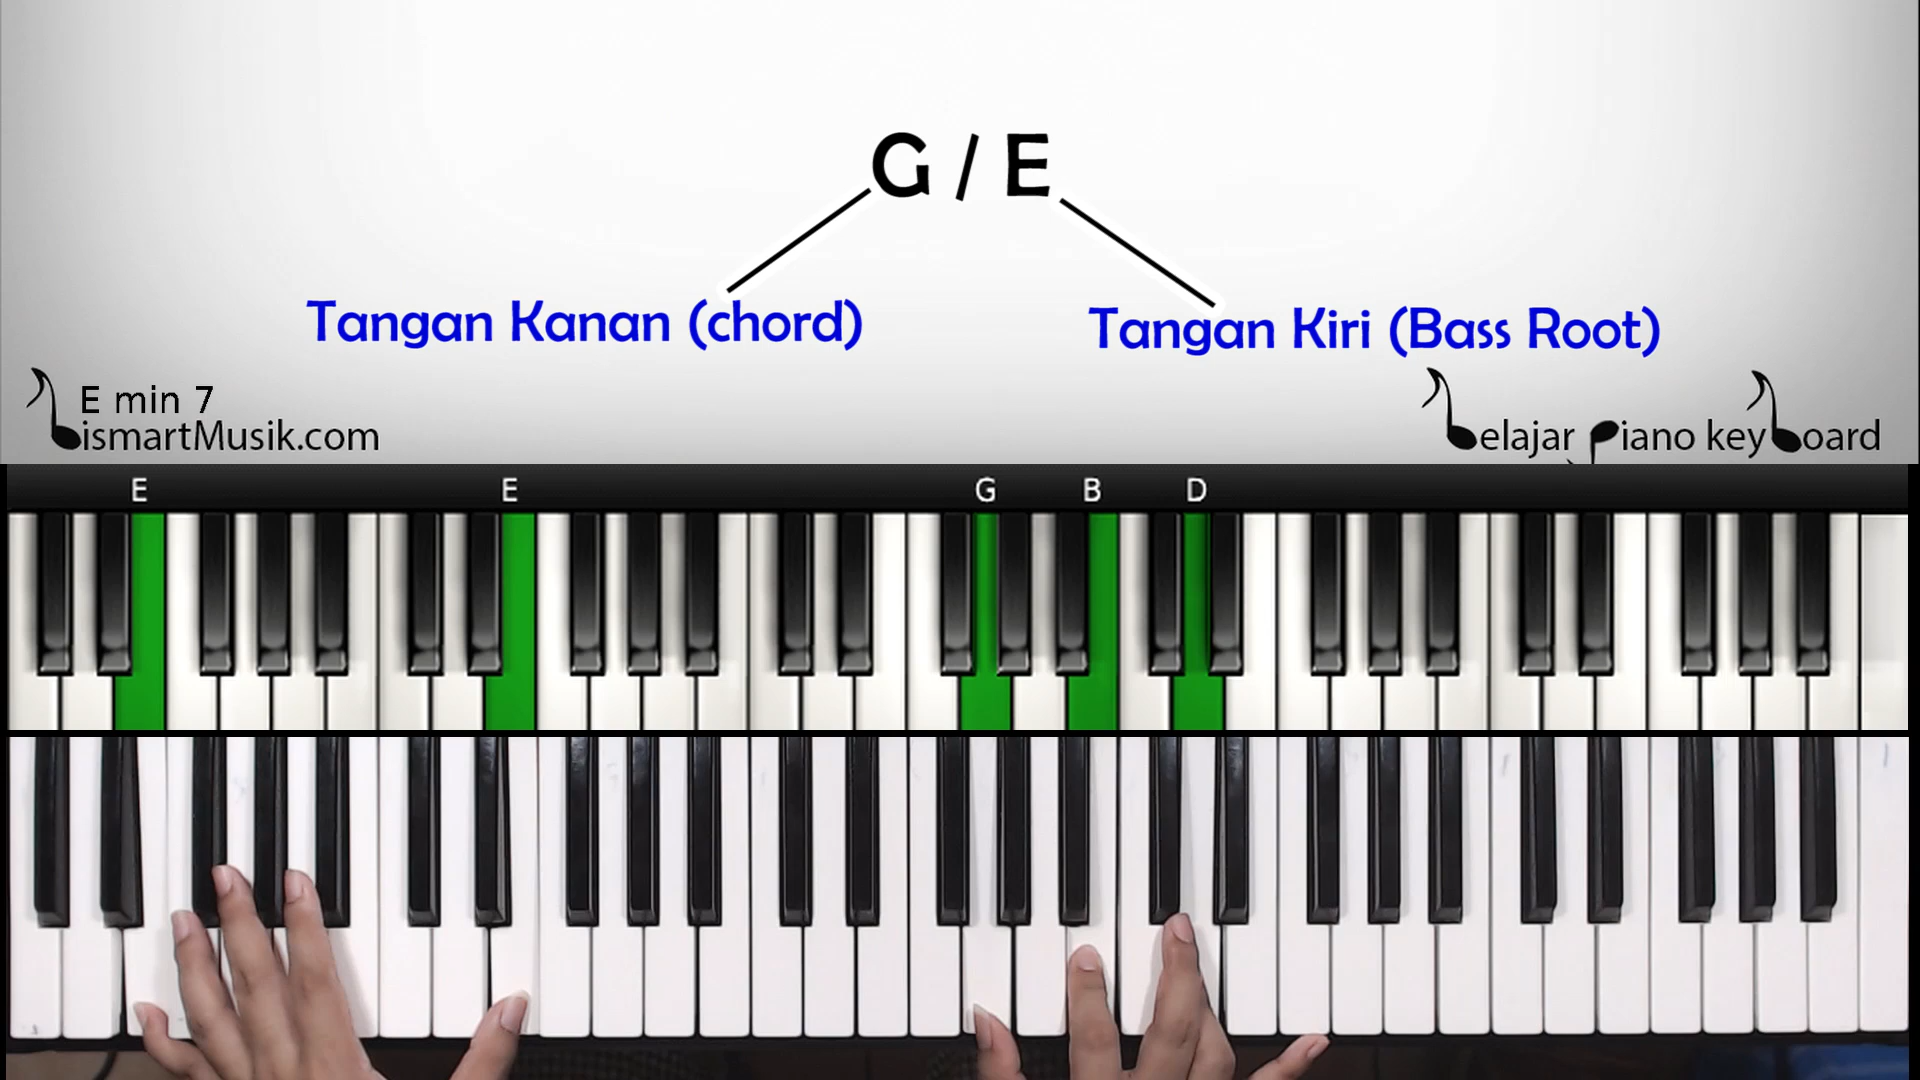 G / E
Tangan Kanan (chord)
Tangan Kiri (Bass Root)
E min 7
bismartMusik.com
belajar piano keyboard
E
E
G
B
D